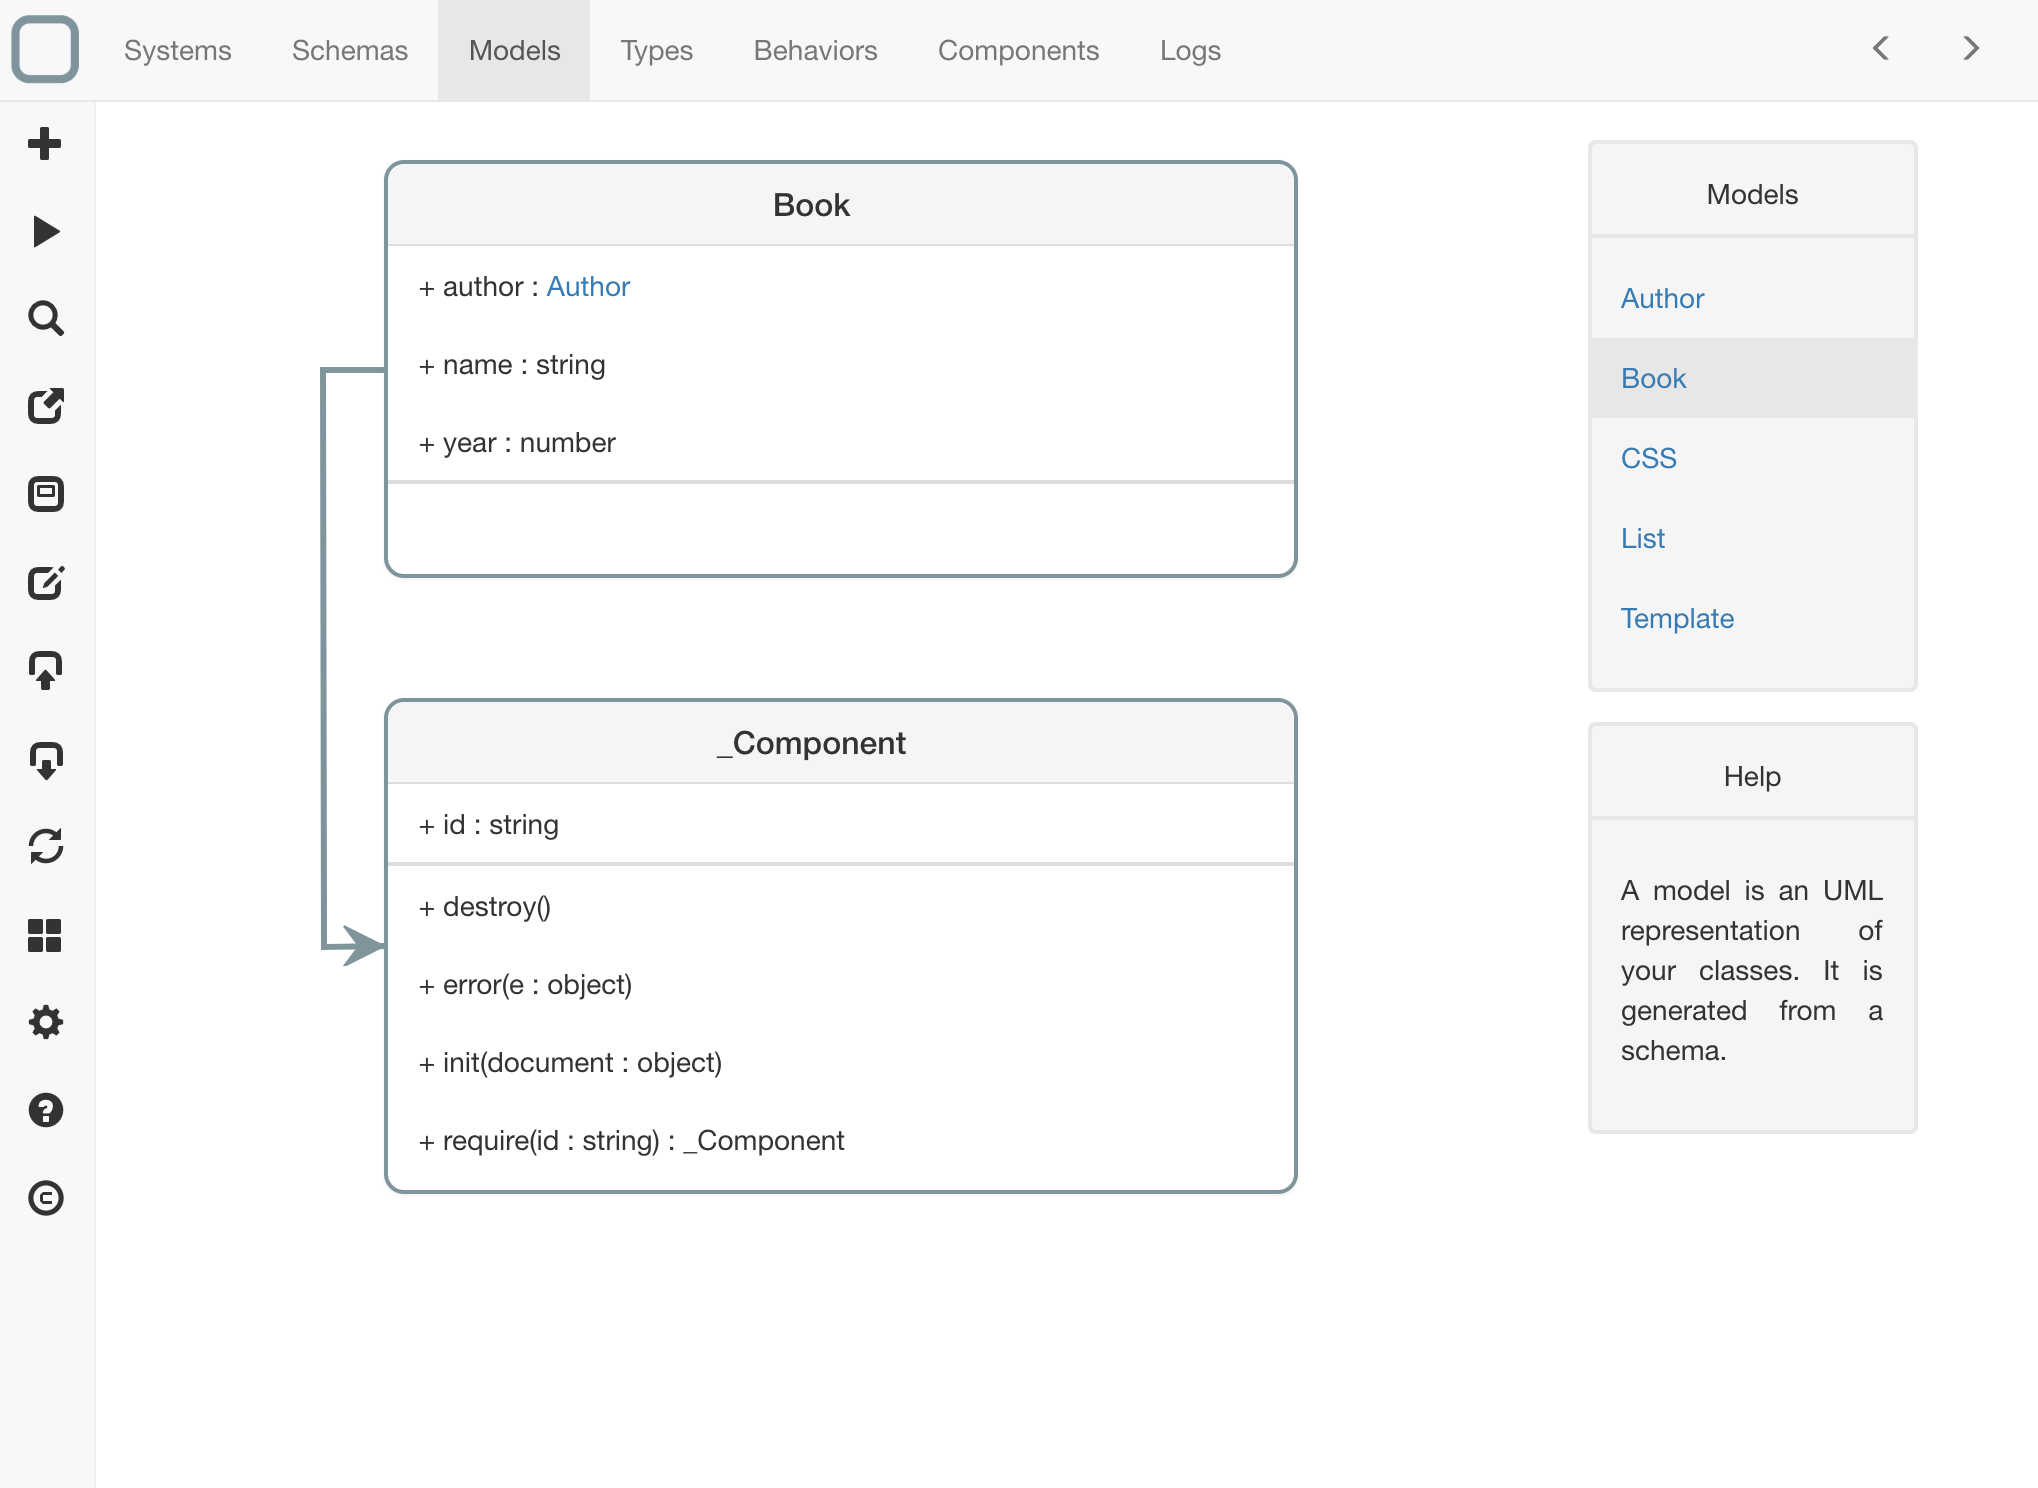 Systems Schemas Models Types Behaviors Components Logs
Book
+ author : Author
+ name : string
+ year : number
_Component
+ id : string
+ destroy()
+ error(e : object)
+ init(document : object)
+ require(id : string) : _Component
Models
Author
Book
CSS
List
Template
Help
A model is an UML
representation of
your classes. It is
generated from a
schema.